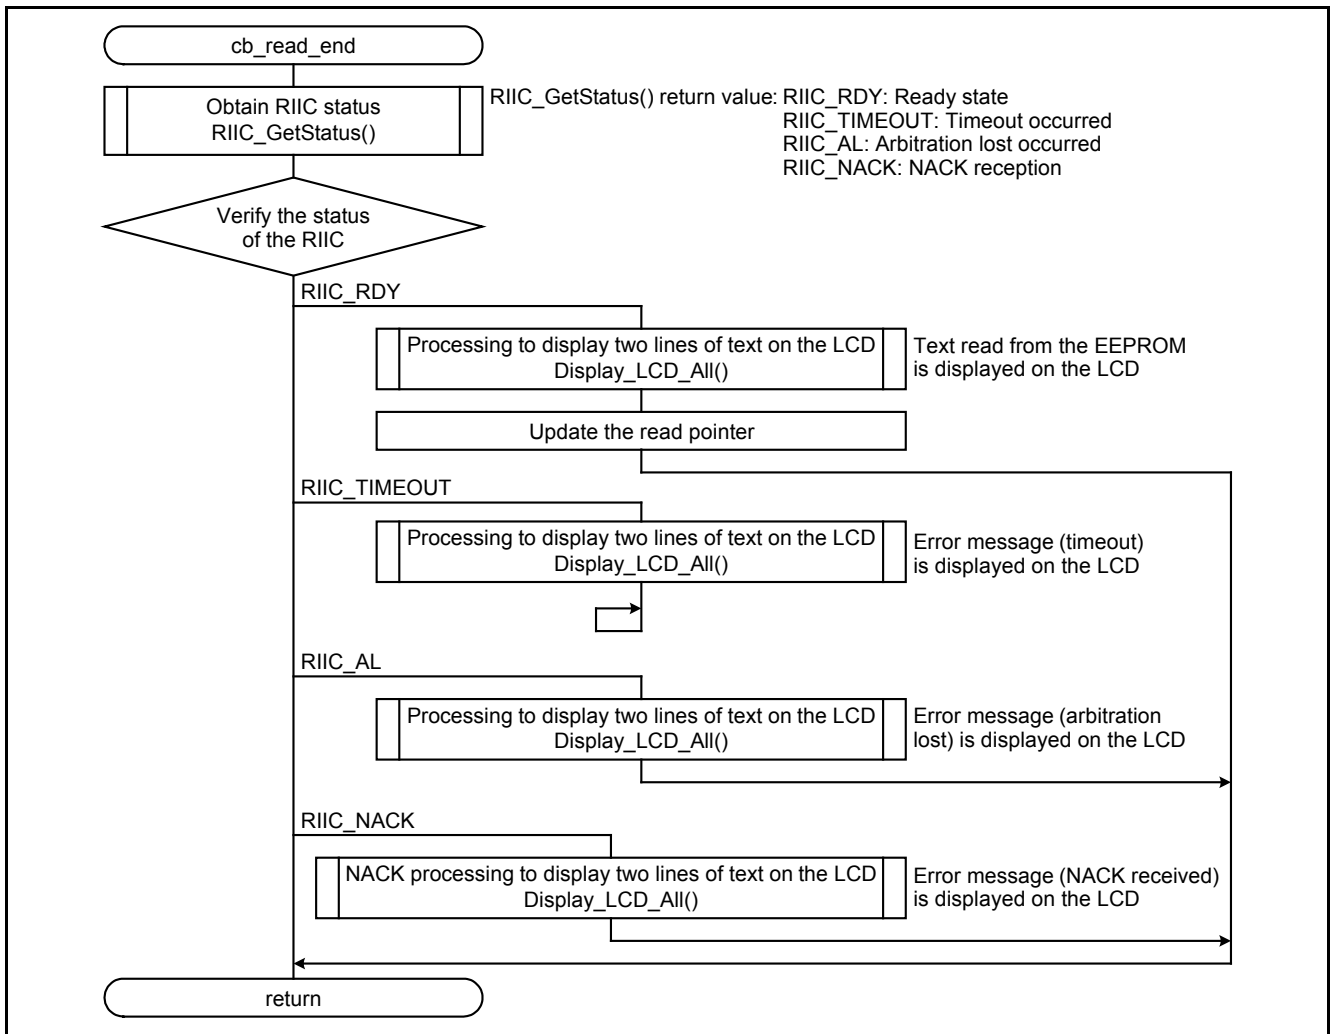 cb_read_end
Obtain RIIC status
RIIC_GetStatus()
RIIC_GetStatus() return value: RIIC_RDY: Ready state
RIIC_TIMEOUT: Timeout occurred
RIIC_AL: Arbitration lost occurred
RIIC_NACK: NACK reception
Verify the status
of the RIIC
RIIC_RDY
Processing to display two lines of text on the LCD
Display_LCD_All()
Text read from the EEPROM
is displayed on the LCD
Update the read pointer
RIIC_TIMEOUT
Processing to display two lines of text on the LCD
Display_LCD_All()
Error message (timeout)
is displayed on the LCD
RIIC_AL
Processing to display two lines of text on the LCD
Display_LCD_All()
Error message (arbitration
lost) is displayed on the LCD
RIIC_NACK
NACK processing to display two lines of text on the LCD
Display_LCD_All()
Error message (NACK received)
is displayed on the LCD
return